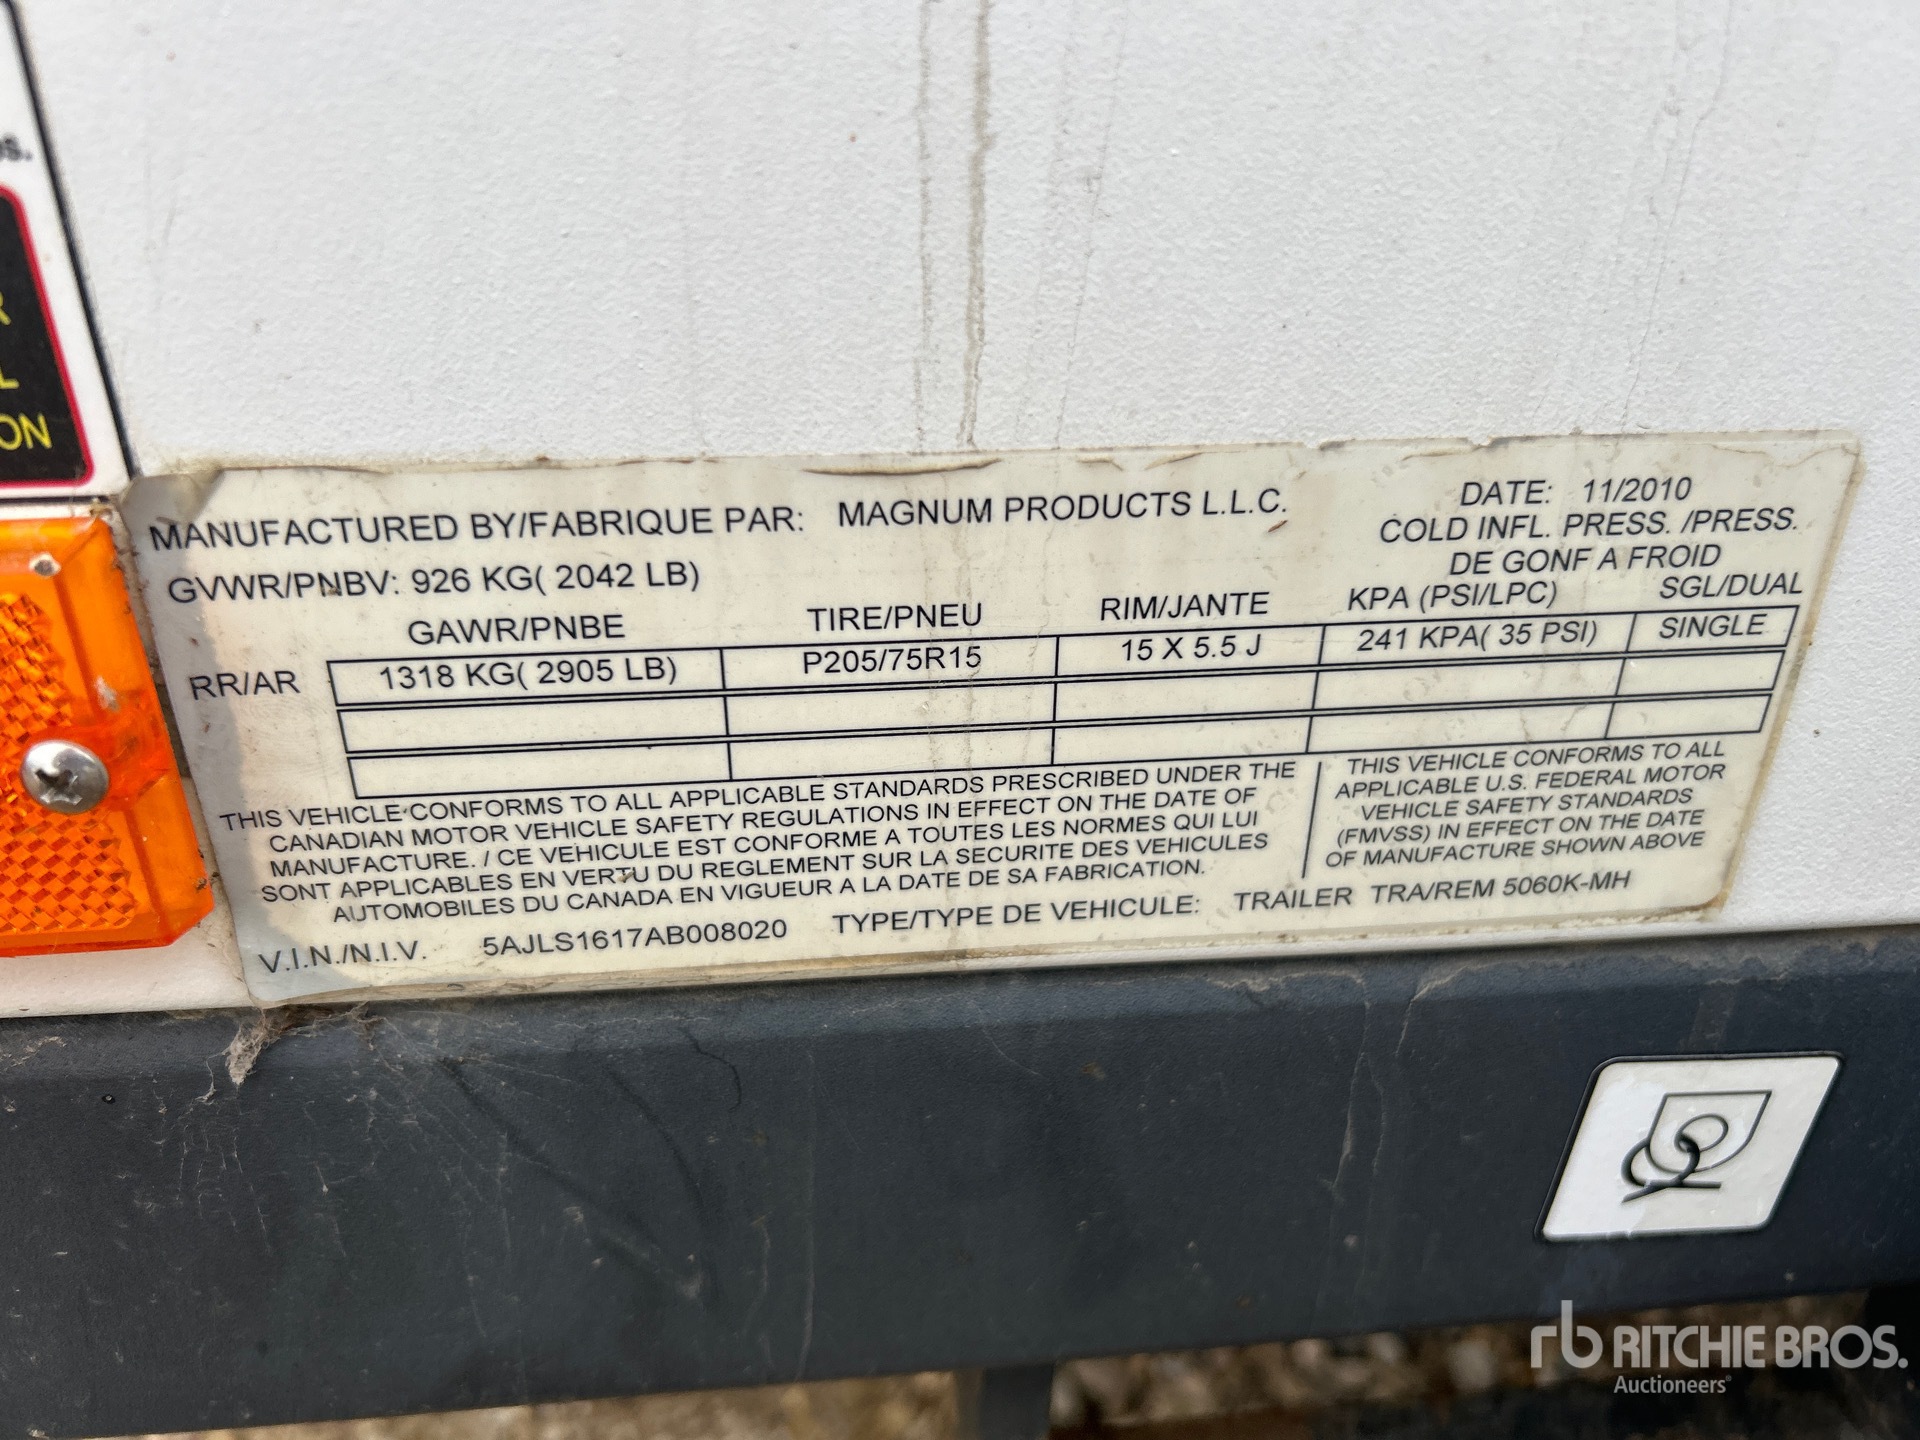 os.
R
L
ON
MANUFACTURED BY/FABRIQUE PAR: MAGNUM PRODUCTS L.L.C.
DATE: 11/2010
GVWR/PNBV: 926 KG( 2042 LB)
COLD INFL. PRESS. /PRESS.
DE GONF A FROID
GAWR/PNBE TIRE/PNEU RIM/JANTE KPA (PSI/LPC) SGL/DUAL
RR/AR 1318 KG( 2905 LB) P205/75R15 15 X 5.5 J 241 KPA( 35 PSI) SINGLE
THIS VEHICLE CONFORMS TO ALL APPLICABLE STANDARDS PRESCRIBED UNDER THE
CANADIAN MOTOR VEHICLE SAFETY REGULATIONS IN EFFECT ON THE DATE OF
MANUFACTURE. / CE VEHICULE EST CONFORME A TOUTES LES NORMES QUI LUI
SONT APPLICABLES EN VERTU DU REGLEMENT SUR LA SECURITE DES VEHICULES
AUTOMOBILES DU CANADA EN VIGUEUR A LA DATE DE SA FABRICATION.
THIS VEHICLE CONFORMS TO ALL
APPLICABLE U.S. FEDERAL MOTOR
VEHICLE SAFETY STANDARDS
(FMVSS) IN EFFECT ON THE DATE
OF MANUFACTURE SHOWN ABOVE
V.I.N./N.I.V. 5AJLS1617AB008020 TYPE/TYPE DE VEHICULE: TRAILER TRA/REM 5060K-MH
rb RITCHIE BROS.
Auctioneers